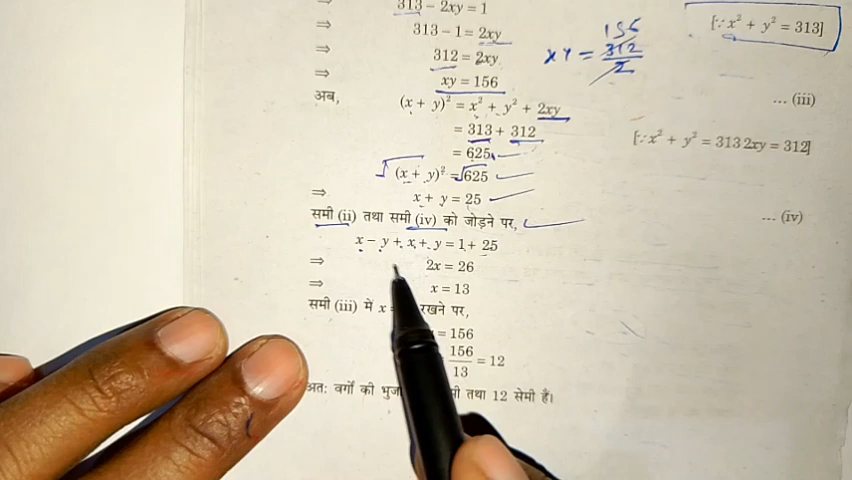 ⇒ 313 − 2xy = 1
⇒ 313 − 1 = 2xy [∵ x² + y² = 313]
⇒ 312 = 2xy xy = 312/2 156
⇒ xy = 156
अब, ... (iii)
(x + y)² = x² + y² + 2xy
= 313 + 312 [∵ x² + y² = 313 2xy = 312]
= 625
√(x + y)² = √625
⇒ x + y = 25
समी (ii) तथा समी (iv) को जोड़ने पर, ... (iv)
x − y + x + y = 1 + 25
⇒ 2x = 26
⇒ x = 13
समी (iii) में x रखने पर,
= 156
156/13 = 12
अतः वर्गों की तथा 12 सेमी हैं।